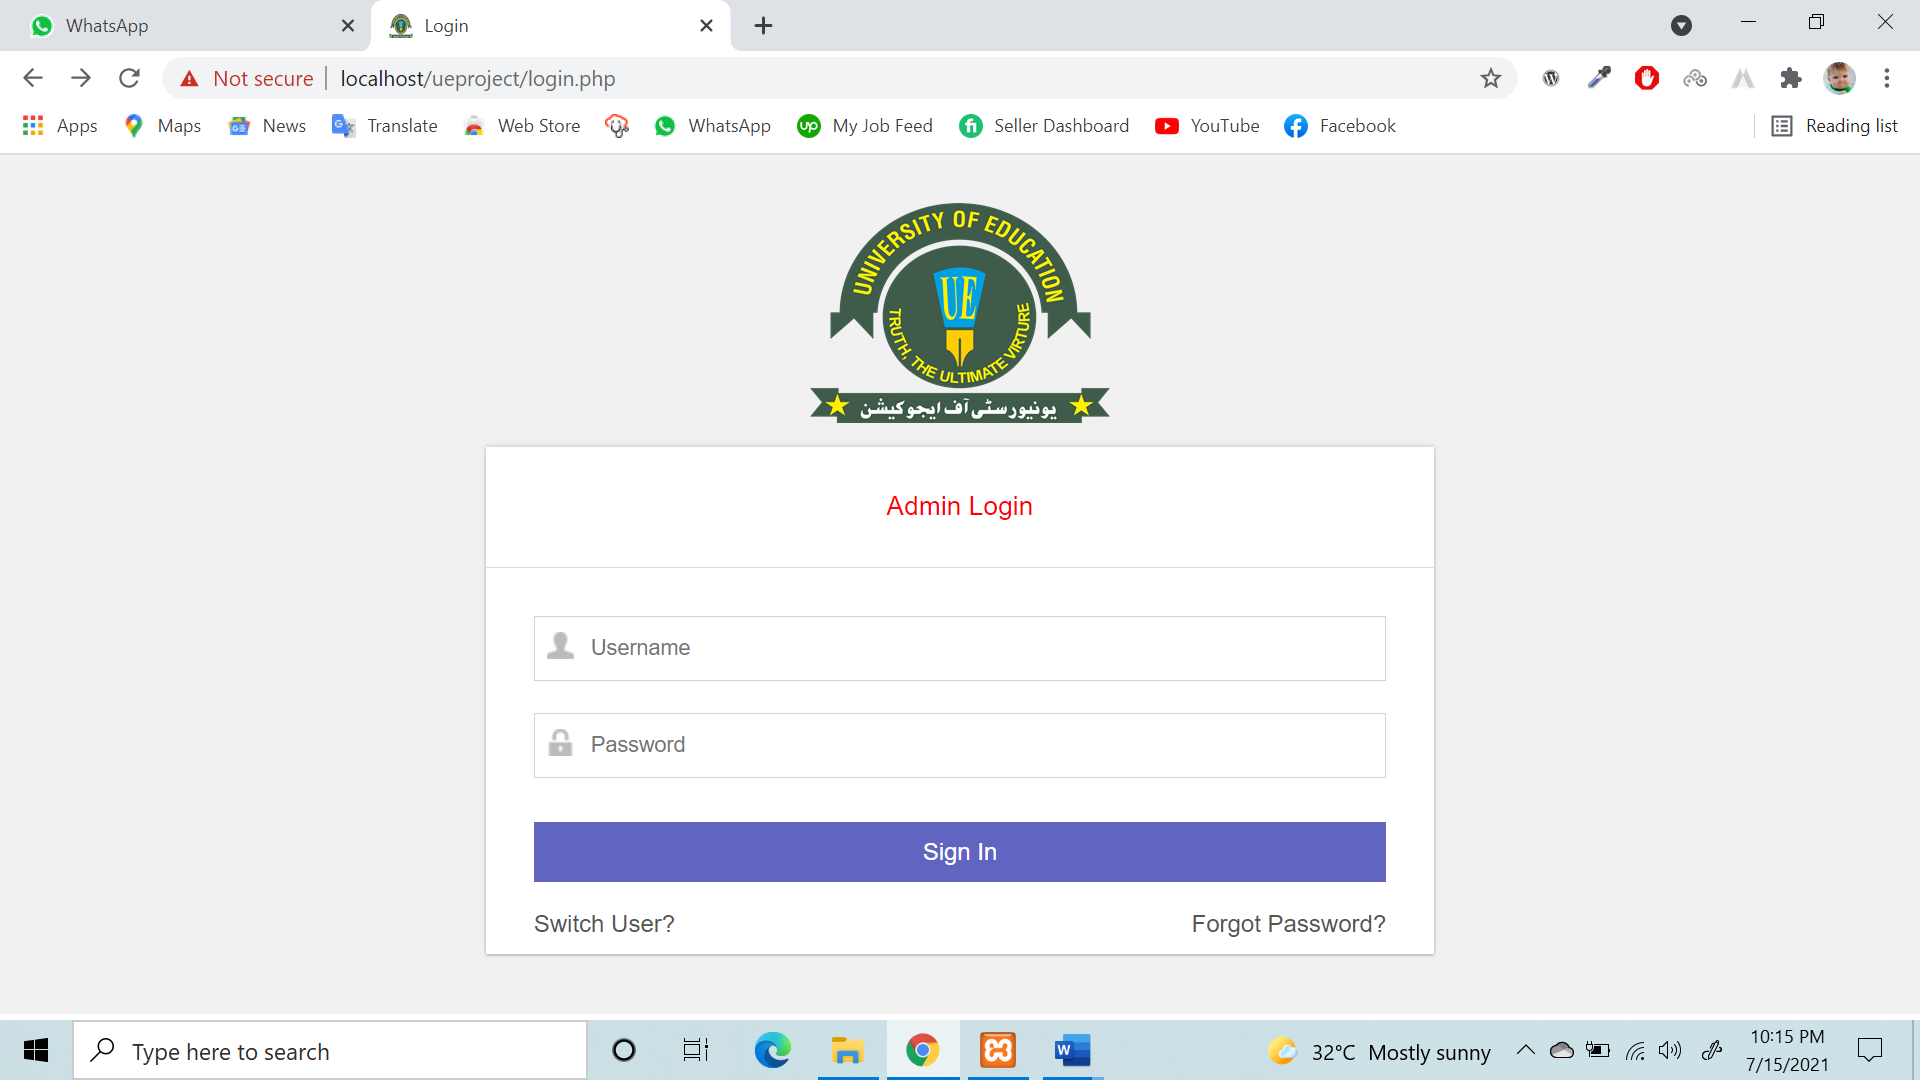 WhatsApp
Login
Not secure
localhost/ueproject/login.php
Apps
Maps
News
Translate
Web Store
WhatsApp
My Job Feed
Seller Dashboard
YouTube
Facebook
Reading list
UNIVERSITY OF EDUCATION
UE
TRUTH, THE ULTIMATE VIRTURE
یونیورسٹی آف ایجوکیشن
Admin Login
Username
Password
Sign In
Switch User?
Forgot Password?
Type here to search
32°C Mostly sunny
10:15 PM
7/15/2021